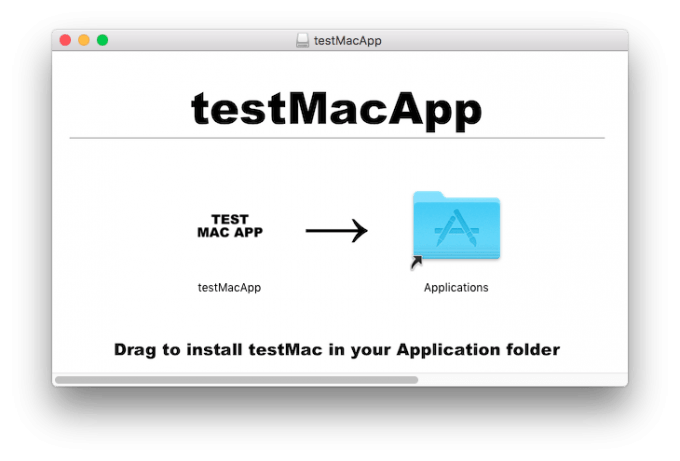 testMacApp
testMacApp
TEST
MAC APP
testMacApp
Applications
Drag to install testMac in your Application folder